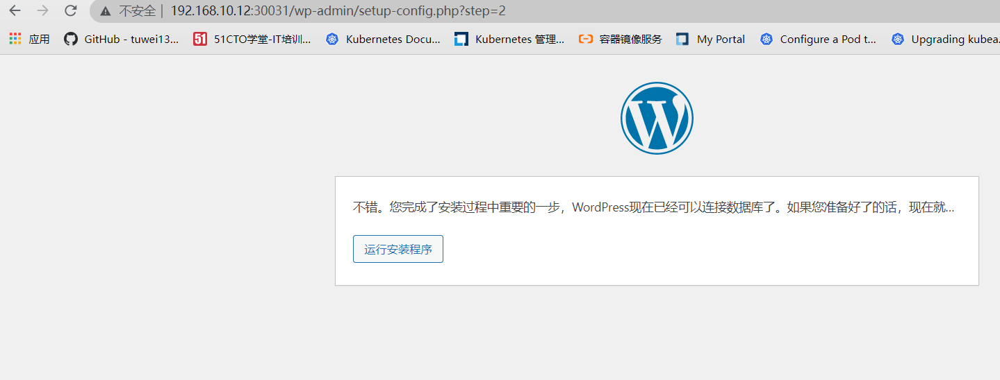 不安全 | 192.168.10.12:30031/wp-admin/setup-config.php?step=2
应用 GitHub - tuwei13... 51 51CTO学堂-IT培训... Kubernetes Docu... Kubernetes 管理... 容器镜像服务 My Portal Configure a Pod t... Upgrading kubea.
W
不错。您完成了安装过程中重要的一步，WordPress现在已经可以连接数据库了。如果您准备好了的话，现在就...
运行安装程序